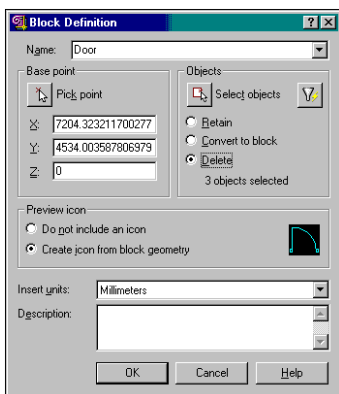 Block Definition
Name: Door
Base point
Pick point
X: 7204.323211700277
Y: 4534.003587806979
Z: 0
Objects
Select objects
Retain
Convert to block
Delete
3 objects selected
Preview icon
Do not include an icon
Create icon from block geometry
Insert units: Millimeters
Description:
OK Cancel Help